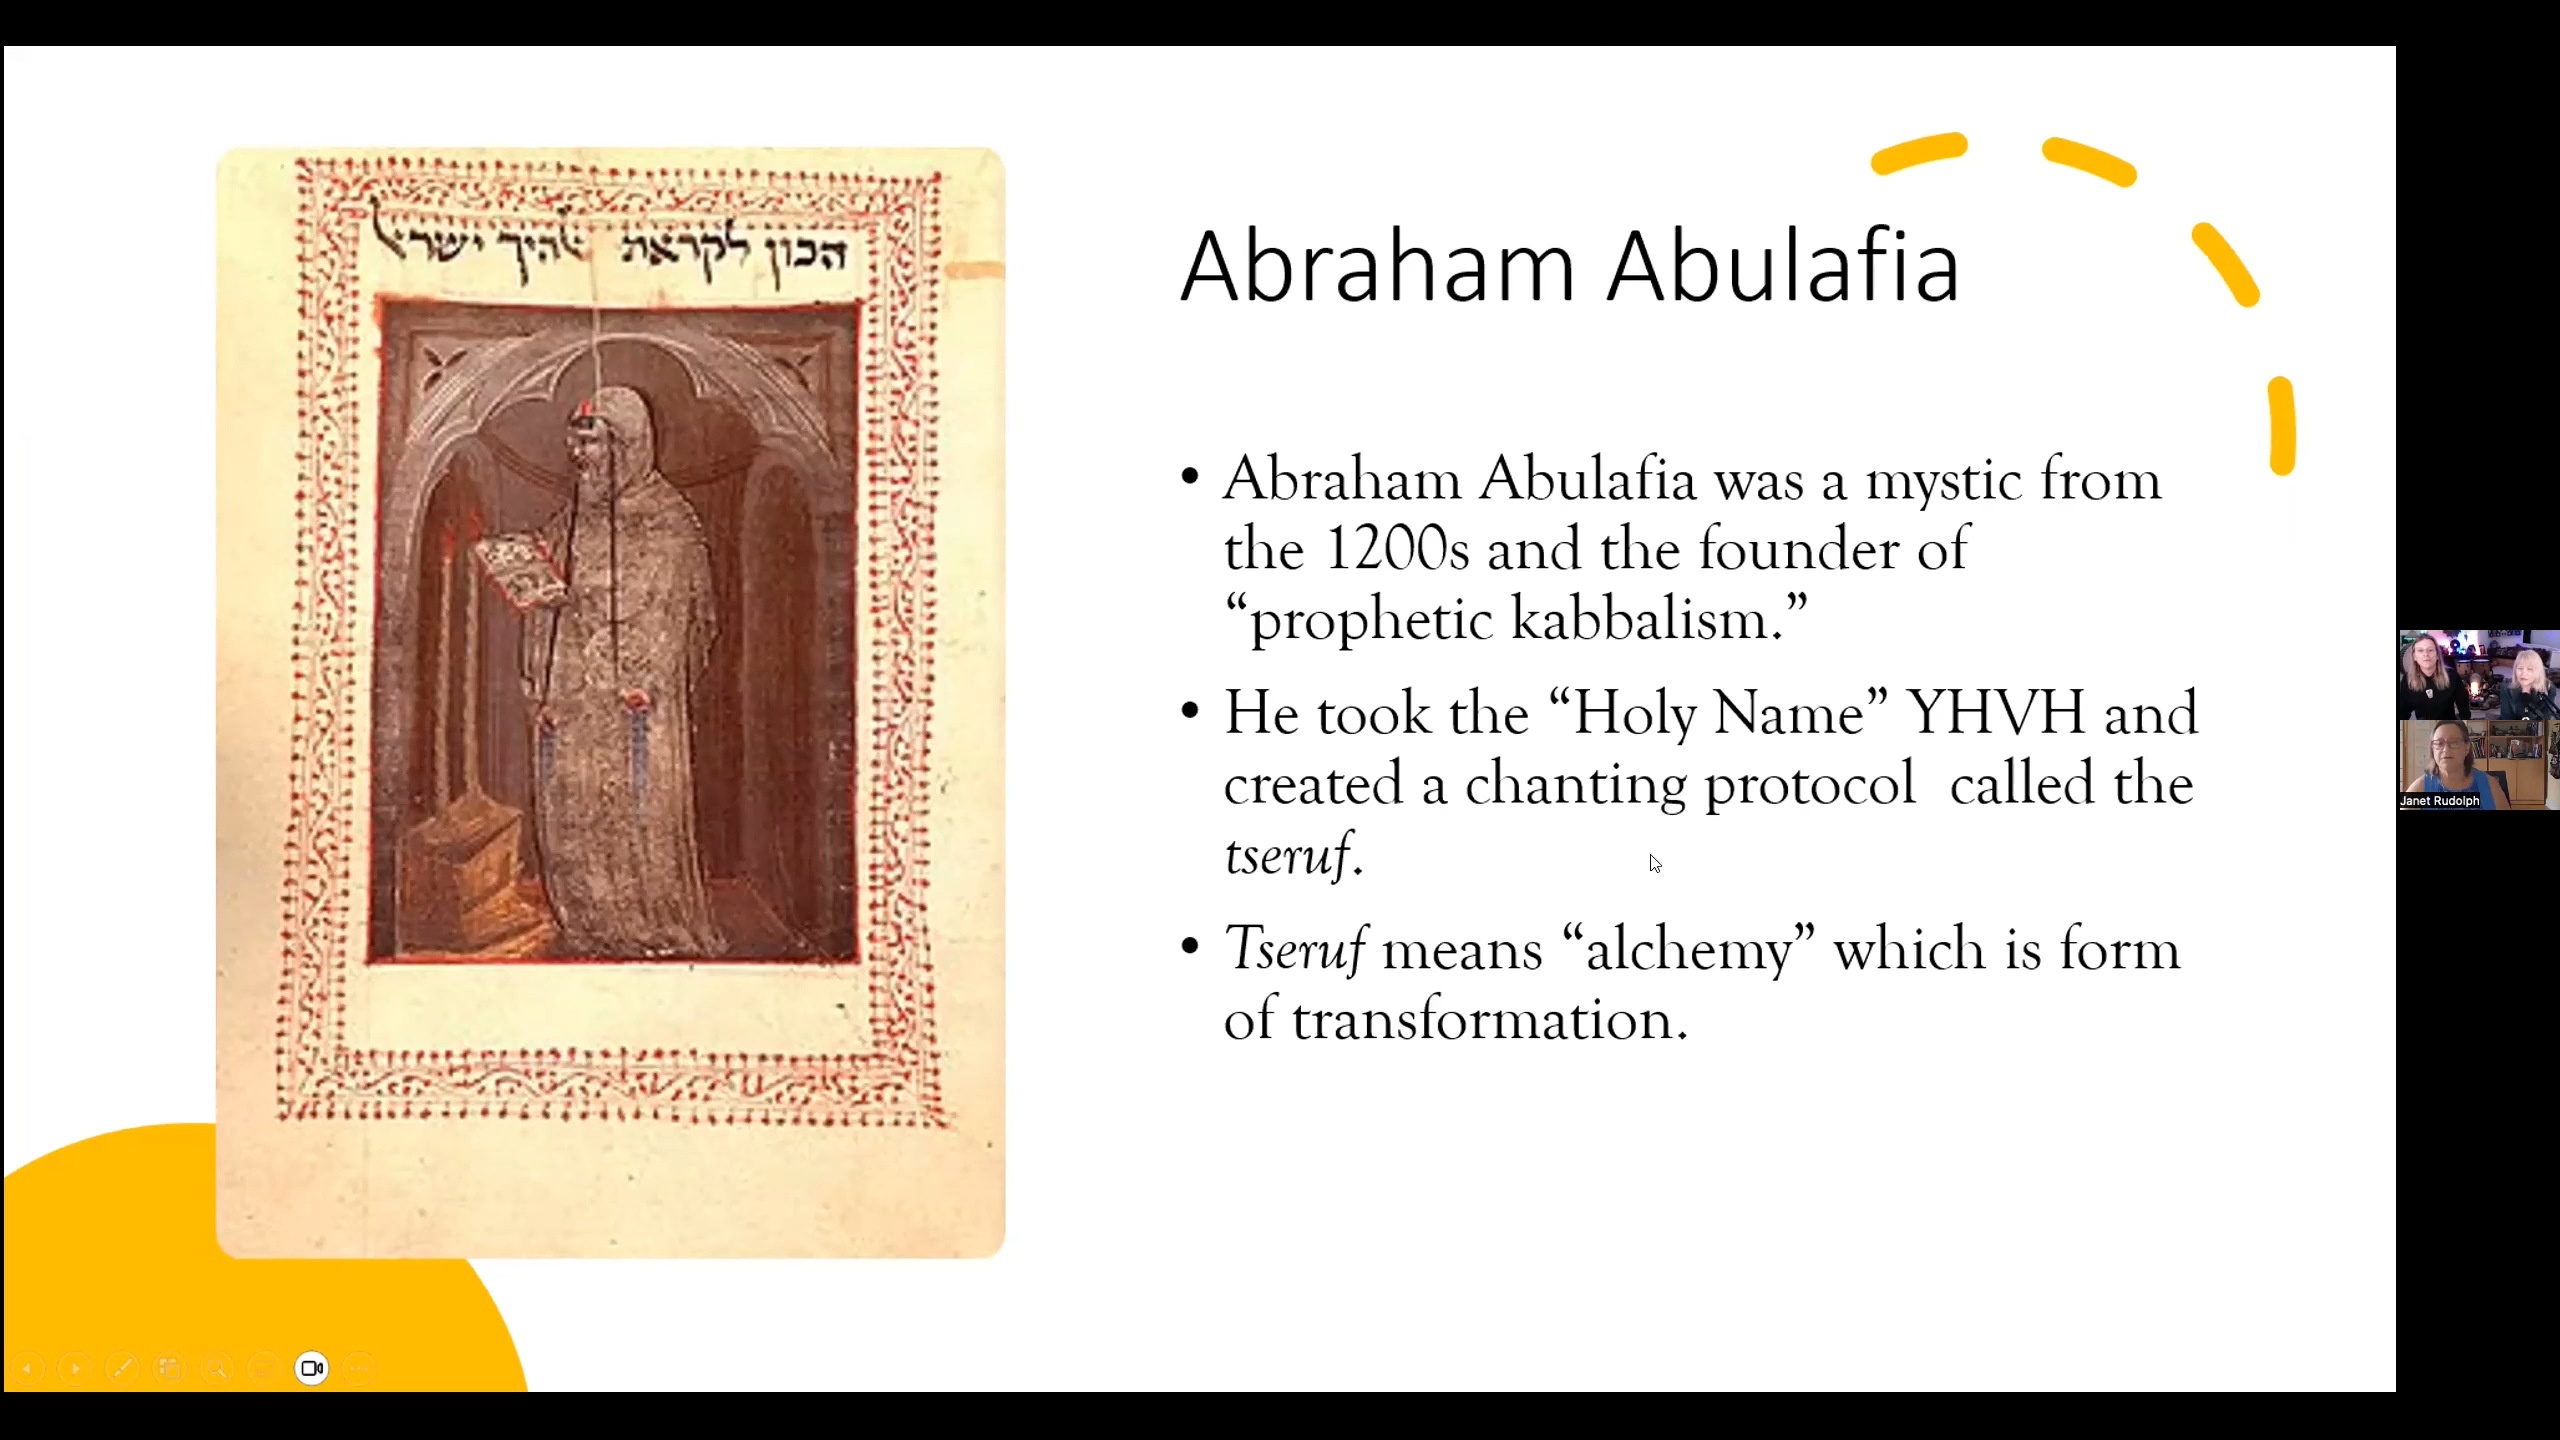 הכון לקראת אלהיך ישראל
Abraham Abulafia
• Abraham Abulafia was a mystic from
the 1200s and the founder of
“prophetic kabbalism.”
• He took the “Holy Name” YHVH and
created a chanting protocol called the
tseruf.
• Tseruf means “alchemy” which is form
of transformation.
Janet Rudolph